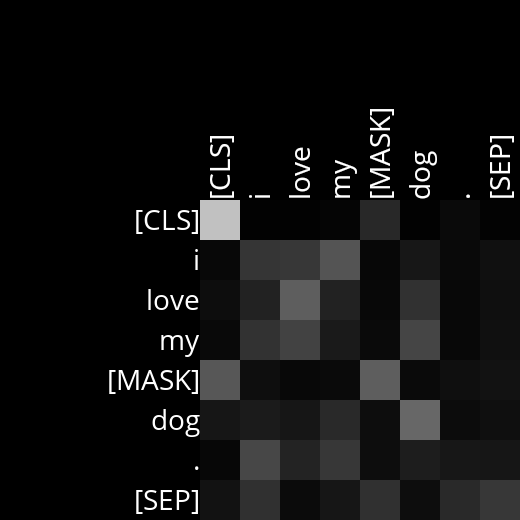 [CLS] i love my [MASK] dog . [SEP]
[CLS]
i
love
my
[MASK]
dog
.
[SEP]